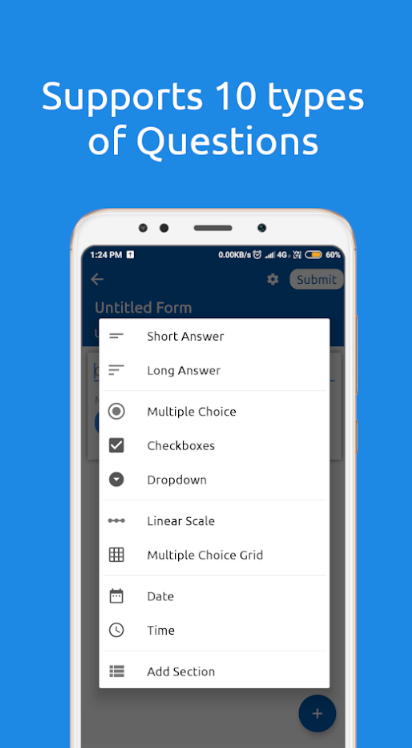 Supports 10 types
of Questions
1:24 PM
0.00KB/s 4G 60%
Submit
Untitled Form
Short Answer
Long Answer
Multiple Choice
Checkboxes
Dropdown
Linear Scale
Multiple Choice Grid
Date
Time
Add Section